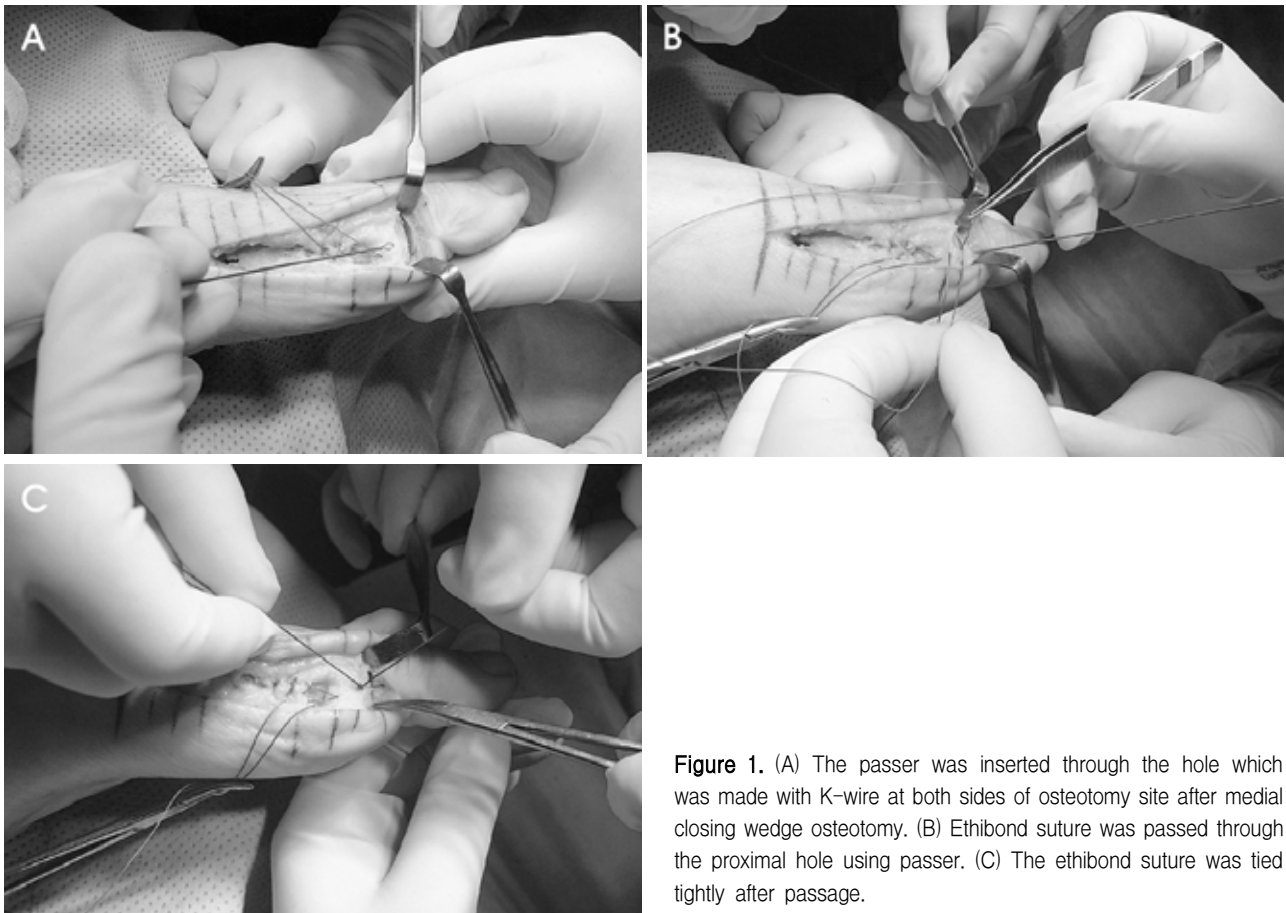 A
B
C
Figure 1. (A) The passer was inserted through the hole which
was made with K-wire at both sides of osteotomy site after medial
closing wedge osteotomy. (B) Ethibond suture was passed through
the proximal hole using passer. (C) The ethibond suture was tied
tightly after passage.